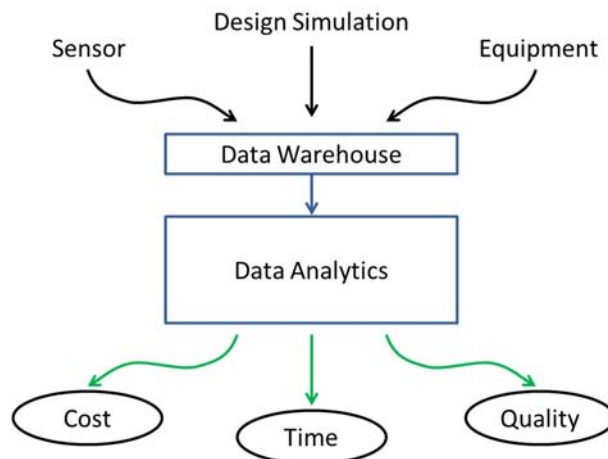 Design Simulation
Sensor
Equipment
Data Warehouse
Data Analytics
Cost
Time
Quality